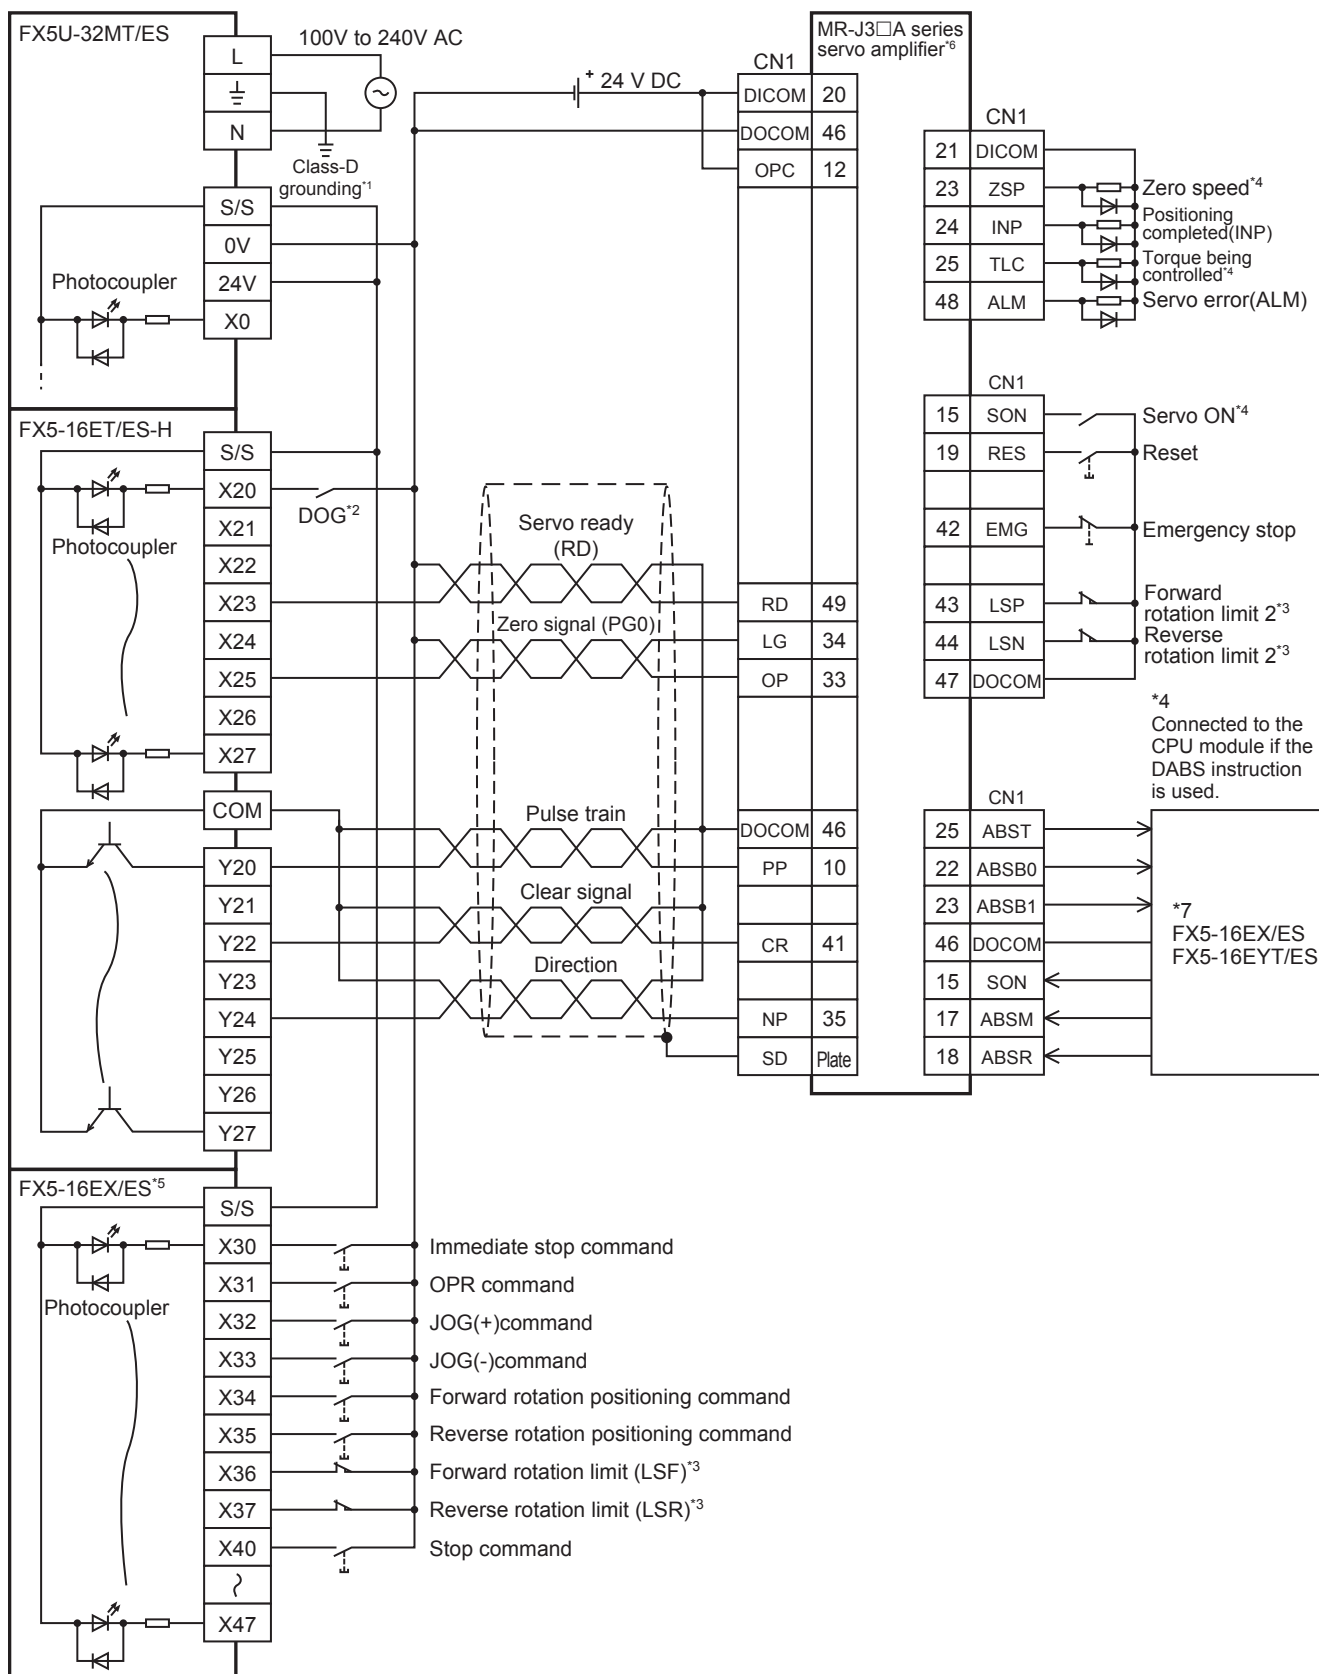 FX5U-32MT/ES
L
N
100V to 240V AC
Class-D
grounding*1
S/S
0V
24V
X0
Photocoupler
+ 24 V DC
MR-J3□A series
servo amplifier*6
CN1
DICOM 20
DOCOM 46
OPC 12
CN1
21 DICOM
23 ZSP Zero speed*4
24 INP Positioning
completed(INP)
25 TLC Torque being
controlled*4
48 ALM Servo error(ALM)
FX5-16ET/ES-H
S/S
X20
DOG*2
X21
Photocoupler
X22
X23
X24
X25
X26
X27
COM
Y20
Y21
Y22
Y23
Y24
Y25
Y26
Y27
Servo ready
(RD)
Zero signal (PG0)
Pulse train
Clear signal
Direction
RD 49
LG 34
OP 33
DOCOM 46
PP 10
CR 41
NP 35
SD Plate
CN1
15 SON Servo ON*4
19 RES Reset
42 EMG Emergency stop
43 LSP Forward
rotation limit 2*3
44 LSN Reverse
rotation limit 2*3
47 DOCOM
*4
Connected to the
CPU module if the
DABS instruction
is used.
CN1
25 ABST
22 ABSB0
23 ABSB1
46 DOCOM
15 SON
17 ABSM
18 ABSR
*7
FX5-16EX/ES
FX5-16EYT/ES
FX5-16EX/ES*5
S/S
Photocoupler
X30 Immediate stop command
X31 OPR command
X32 JOG(+)command
X33 JOG(-)command
X34 Forward rotation positioning command
X35 Reverse rotation positioning command
X36 Forward rotation limit (LSF)*3
X37 Reverse rotation limit (LSR)*3
X40 Stop command
X47